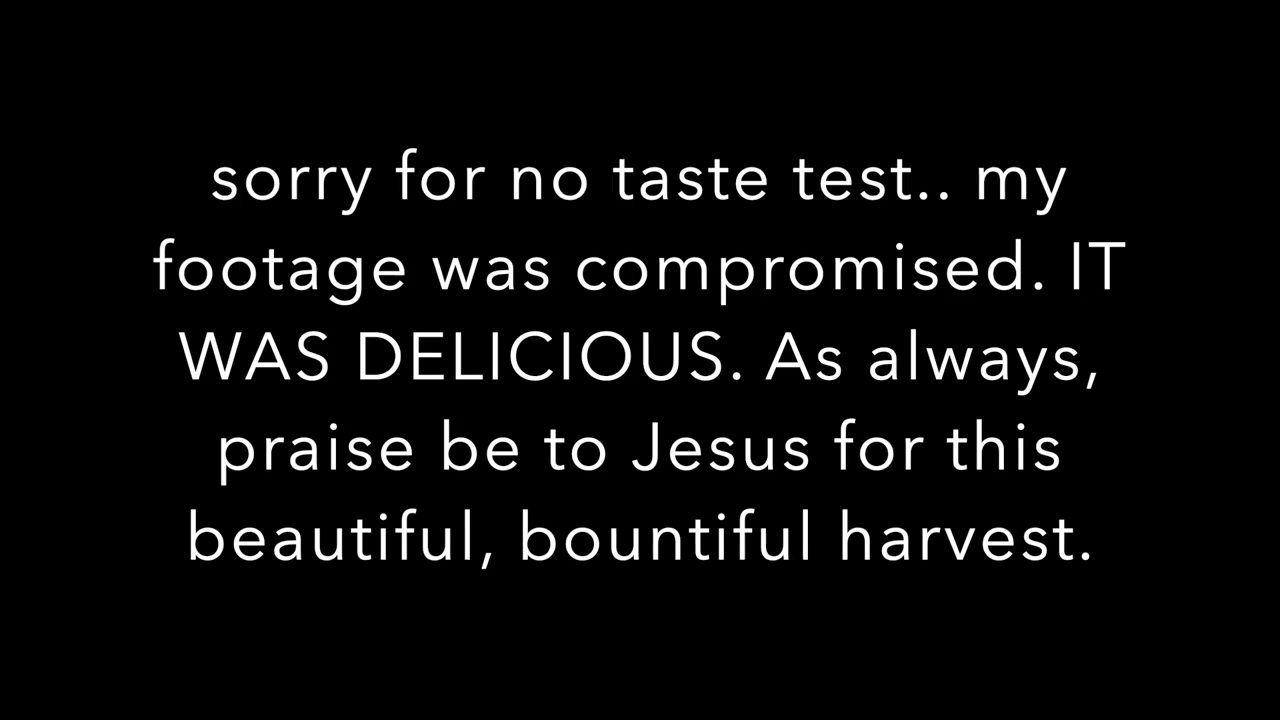 sorry for no taste test.. my
footage was compromised. IT
WAS DELICIOUS. As always,
praise be to Jesus for this
beautiful, bountiful harvest.